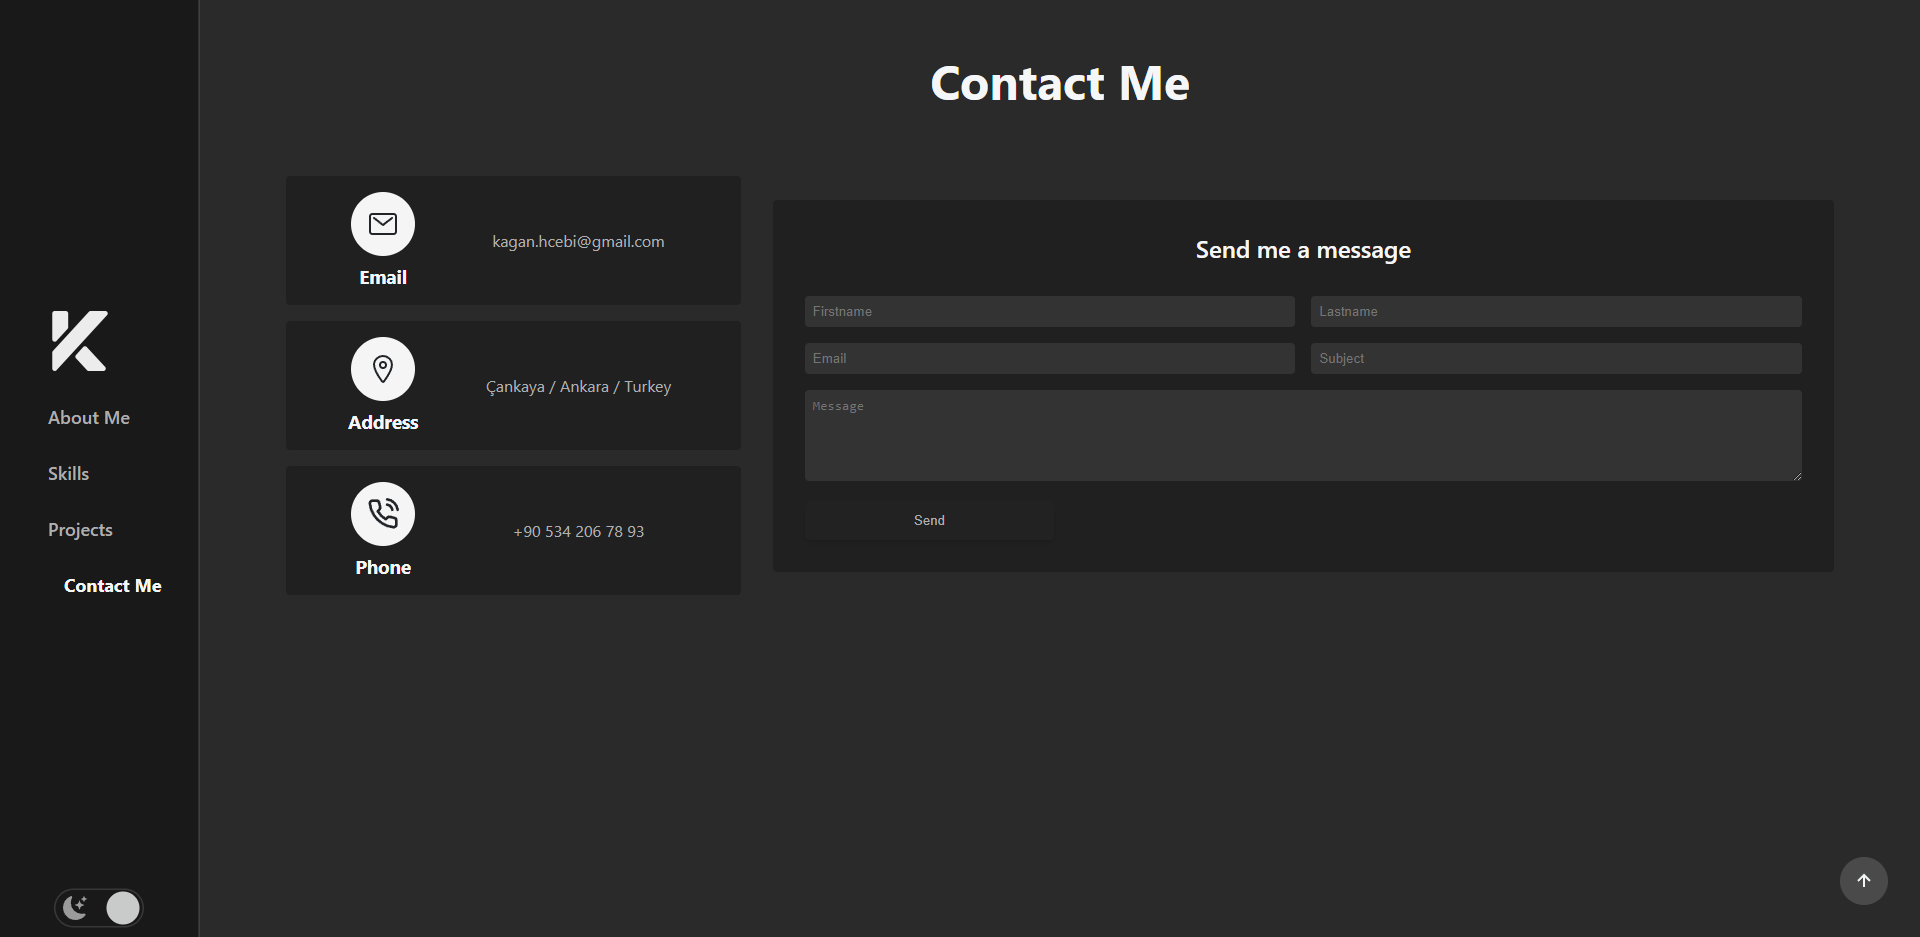 About Me
Skills
Projects
Contact Me
Contact Me
kagan.hcebi@gmail.com
Email
Çankaya / Ankara / Turkey
Address
+90 534 206 78 93
Phone
Send me a message
Firstname
Lastname
Email
Subject
Message
Send